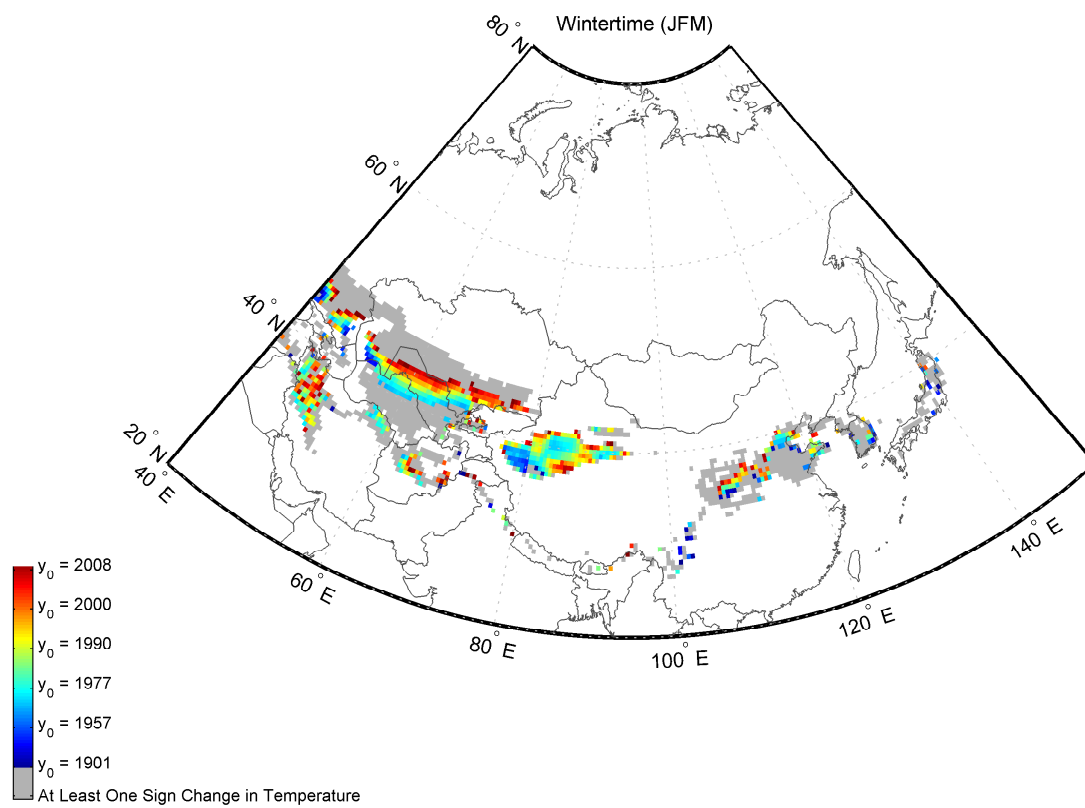 Wintertime (JFM)
80° N
60° N
40° N
20° N
40° E
60° E
80° E
100° E
120° E
140° E
y₀ = 2008
y₀ = 2000
y₀ = 1990
y₀ = 1977
y₀ = 1957
y₀ = 1901
At Least One Sign Change in Temperature